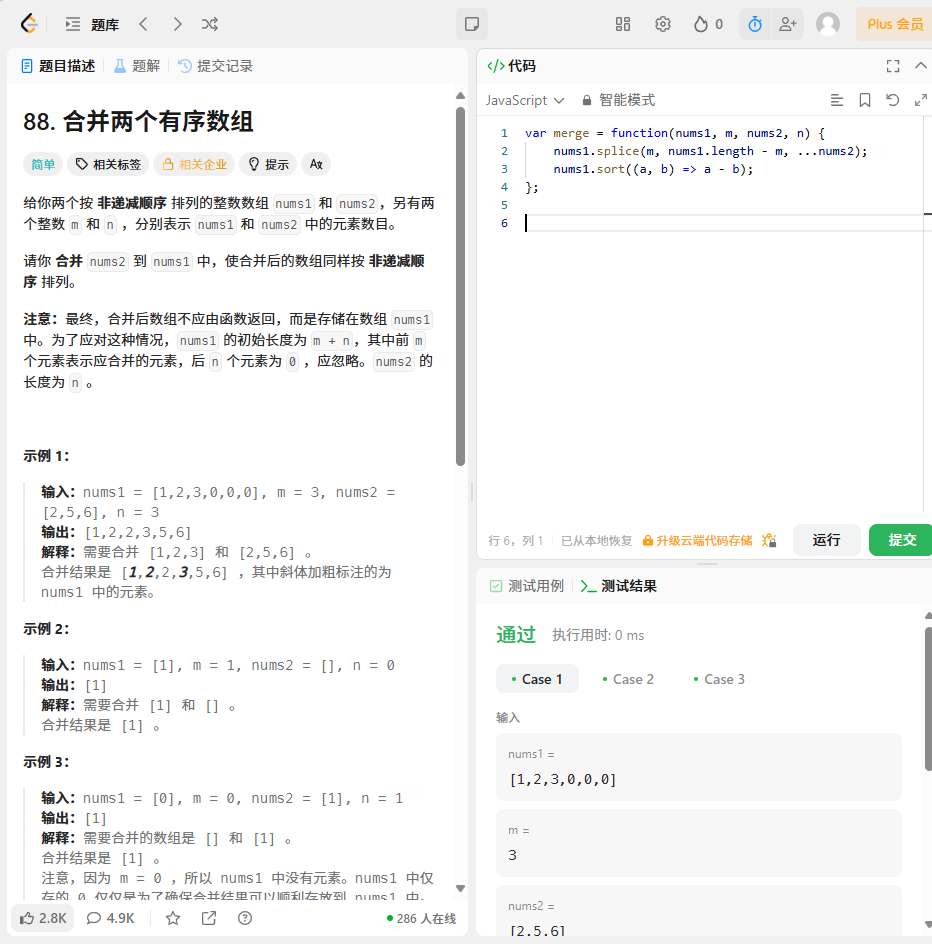 题库
0
Plus 会员
题目描述
题解
提交记录
88. 合并两个有序数组
简单
相关标签
相关企业
提示
给你两个按 非递减顺序 排列的整数数组 nums1 和 nums2，另有两
个整数 m 和 n ，分别表示 nums1 和 nums2 中的元素数目。
请你 合并 nums2 到 nums1 中，使合并后的数组同样按 非递减顺
序 排列。
注意：最终，合并后数组不应由函数返回，而是存储在数组 nums1
中。为了应对这种情况，nums1 的初始长度为 m + n，其中前 m
个元素表示应合并的元素，后 n 个元素为 0 ，应忽略。nums2 的
长度为 n 。
示例 1：
输入：nums1 = [1,2,3,0,0,0], m = 3, nums2 =
[2,5,6], n = 3
输出：[1,2,2,3,5,6]
解释：需要合并 [1,2,3] 和 [2,5,6] 。
合并结果是 [1,2,2,3,5,6] ，其中斜体加粗标注的为
nums1 中的元素。
示例 2：
输入：nums1 = [1], m = 1, nums2 = [], n = 0
输出：[1]
解释：需要合并 [1] 和 [] 。
合并结果是 [1] 。
示例 3：
输入：nums1 = [0], m = 0, nums2 = [1], n = 1
输出：[1]
解释：需要合并的数组是 [] 和 [1] 。
合并结果是 [1] 。
注意，因为 m = 0 ，所以 nums1 中没有元素。nums1 中仅
存的 0 仅仅是为了确保合并结果可以顺利存放到 nums1 中。
2.8K
4.9K
286 人在线
</> 代码
JavaScript
智能模式
1 var merge = function(nums1, m, nums2, n) {
2 nums1.splice(m, nums1.length - m, ...nums2);
3 nums1.sort((a, b) => a - b);
4 };
5
6
行 6，列 1
已从本地恢复
升级云端代码存储
运行
提交
测试用例
测试结果
通过
执行用时: 0 ms
Case 1
Case 2
Case 3
输入
nums1 =
[1,2,3,0,0,0]
m =
3
nums2 =
[2,5,6]